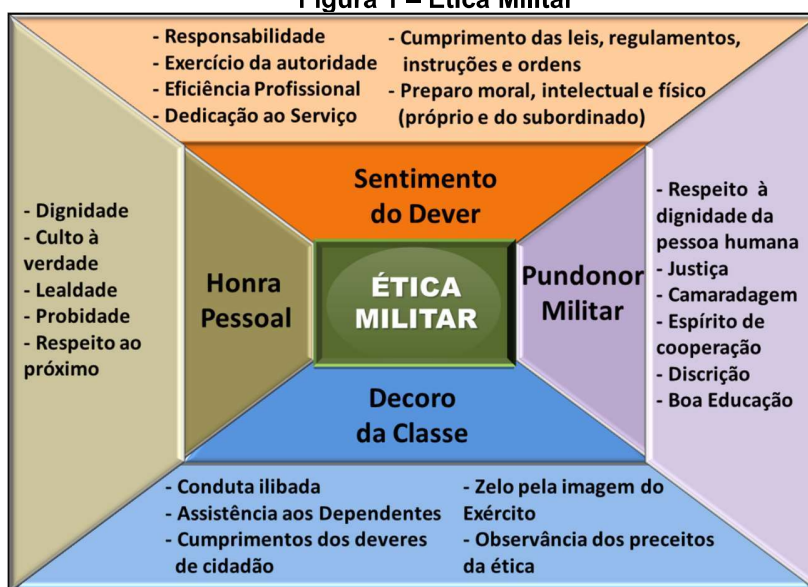 Figura 1 – Ética Militar
- Responsabilidade
- Exercício da autoridade
- Eficiência Profissional
- Dedicação ao Serviço
- Cumprimento das leis, regulamentos,
instruções e ordens
- Preparo moral, intelectual e físico
(próprio e do subordinado)
Sentimento
do Dever
- Dignidade
- Culto à
verdade
- Lealdade
- Probidade
- Respeito ao
próximo
Honra
Pessoal
ÉTICA
MILITAR
Pundonor
Militar
- Respeito à
dignidade da
pessoa humana
- Justiça
- Camaradagem
- Espírito de
cooperação
- Discrição
- Boa Educação
Decoro
da Classe
- Conduta ilibada
- Assistência aos Dependentes
- Cumprimentos dos deveres
de cidadão
- Zelo pela imagem do
Exército
- Observância dos preceitos
da ética